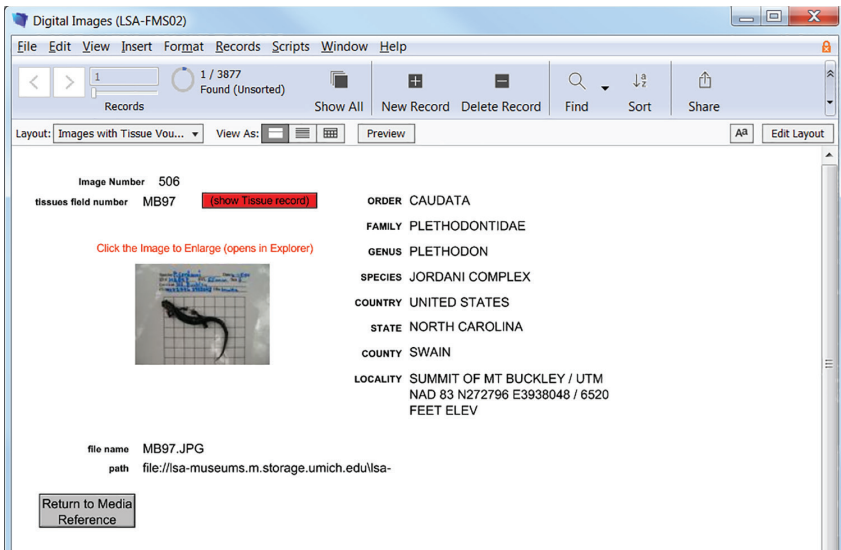 Digital Images (LSA-FMS02)
File Edit View Insert Format Records Scripts Window Help
1
1 / 3877
Found (Unsorted)
Records
Show All
New Record
Delete Record
Find
Sort
Share
Layout: Images with Tissue Vou...
View As:
Preview
Aa
Edit Layout
Image Number 506
tissues field number MB97
(show Tissue record)
Click the Image to Enlarge (opens in Explorer)
ORDER CAUDATA
FAMILY PLETHODONTIDAE
GENUS PLETHODON
SPECIES JORDANI COMPLEX
COUNTRY UNITED STATES
STATE NORTH CAROLINA
COUNTY SWAIN
LOCALITY SUMMIT OF MT BUCKLEY / UTM
NAD 83 N272796 E3938048 / 6520
FEET ELEV
file name MB97.JPG
path file://lsa-museums.m.storage.umich.edu\lsa-
Return to Media
Reference